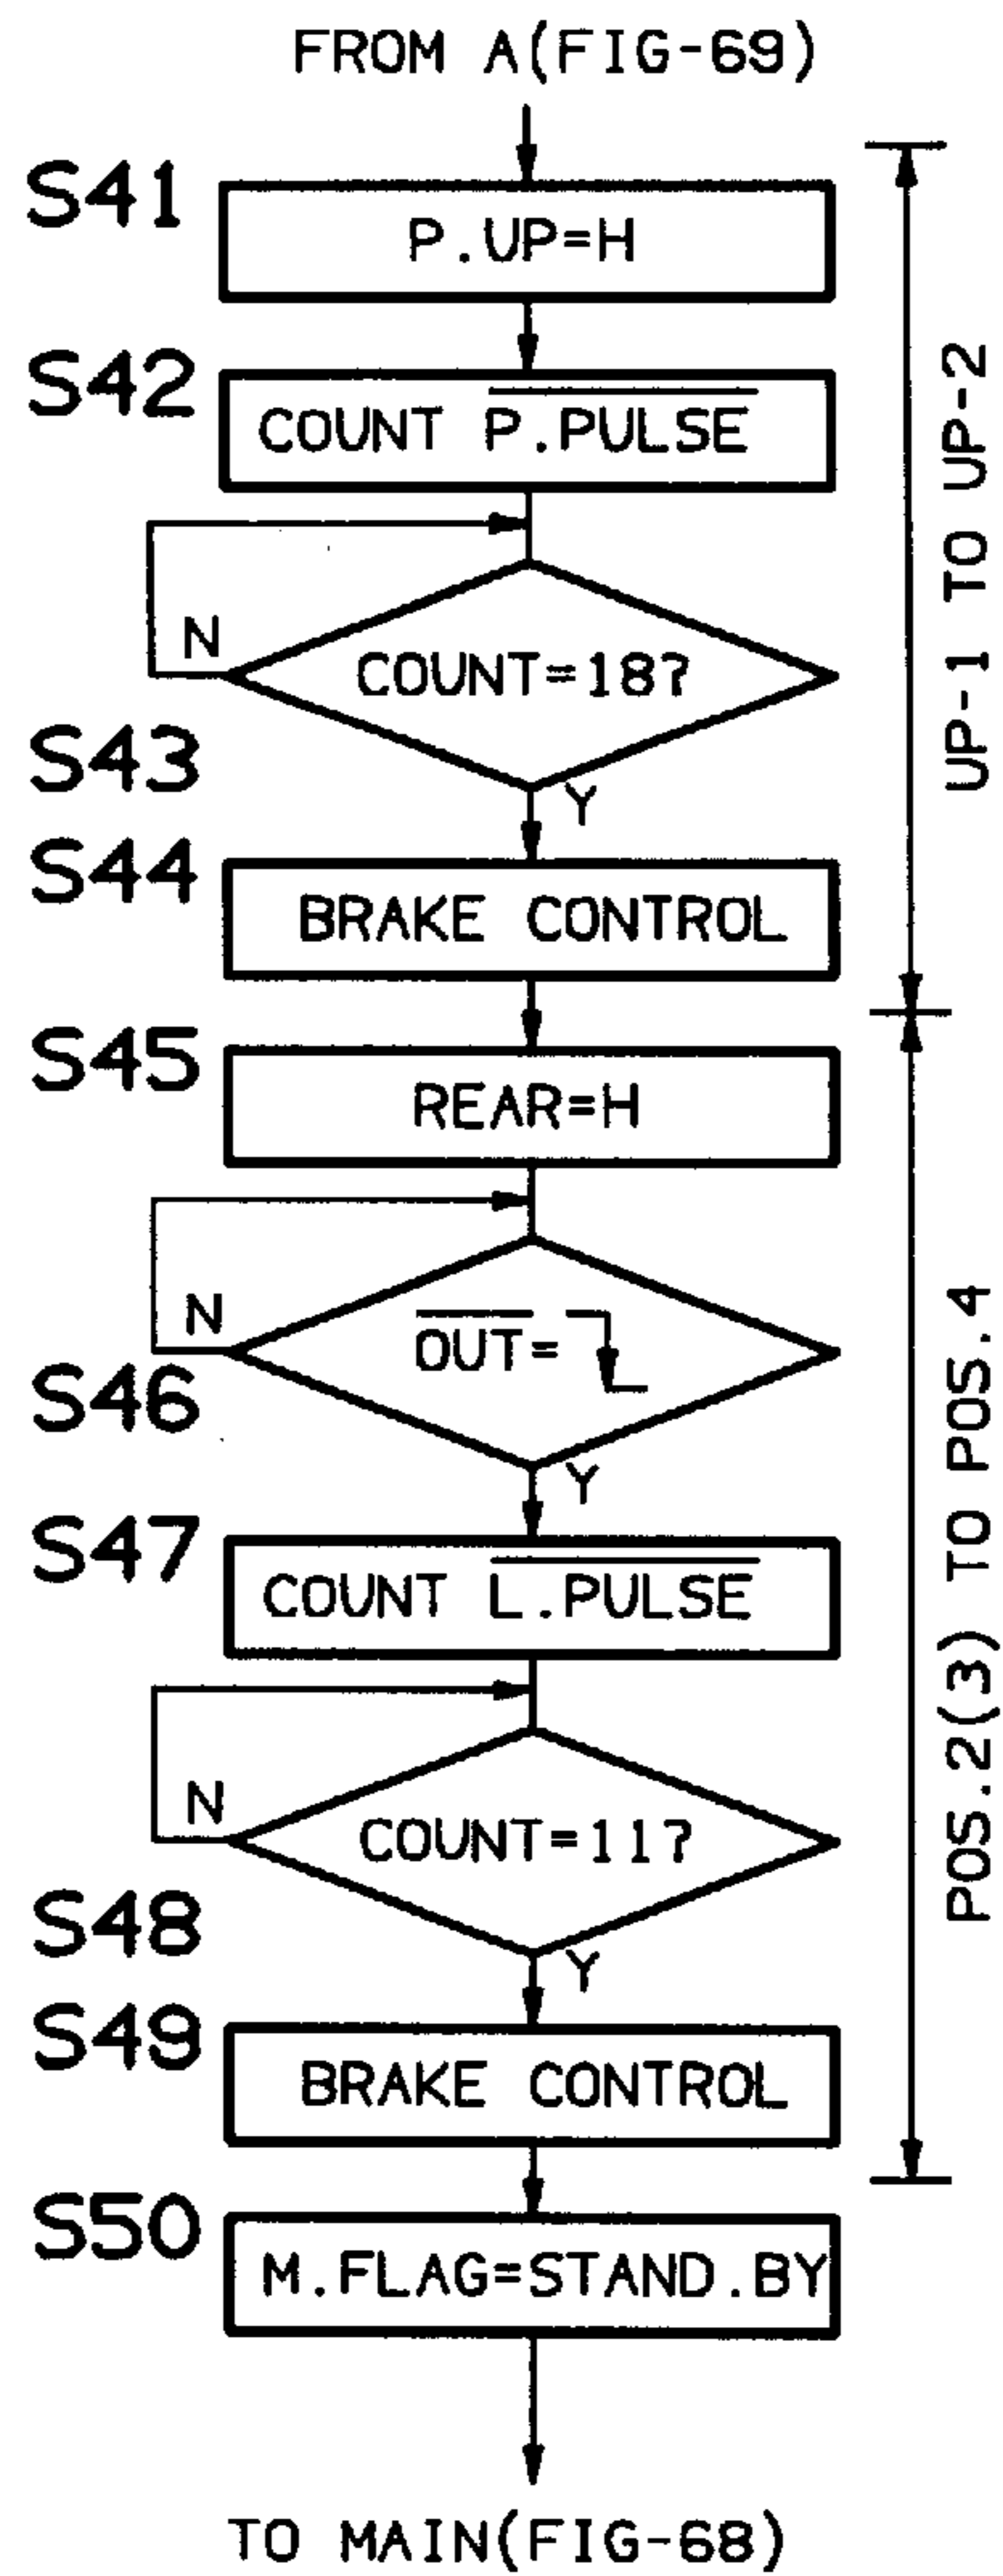 FROM A(FIG-69)
S41
P.UP=H
S42
COUNT P.PULSE
N
COUNT=18?
S43
Y
S44
BRAKE CONTROL
UP-1 TO UP-2
S45
REAR=H
N
OUT=
S46
Y
S47
COUNT L.PULSE
N
COUNT=11?
S48
Y
S49
BRAKE CONTROL
POS.2(3) TO POS.4
S50
M.FLAG=STAND.BY
TO MAIN(FIG-68)